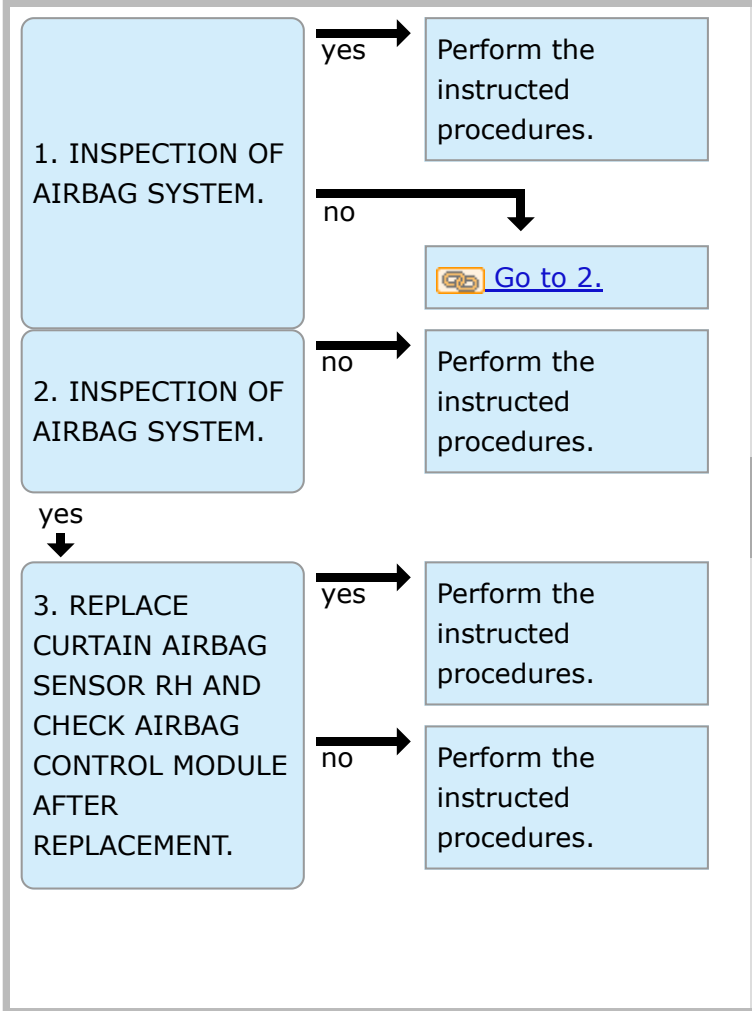 1. INSPECTION OF
AIRBAG SYSTEM.
yes
Perform the
instructed
procedures.
no
Go to 2.
2. INSPECTION OF
AIRBAG SYSTEM.
no
Perform the
instructed
procedures.
yes
3. REPLACE
CURTAIN AIRBAG
SENSOR RH AND
CHECK AIRBAG
CONTROL MODULE
AFTER
REPLACEMENT.
yes
Perform the
instructed
procedures.
no
Perform the
instructed
procedures.